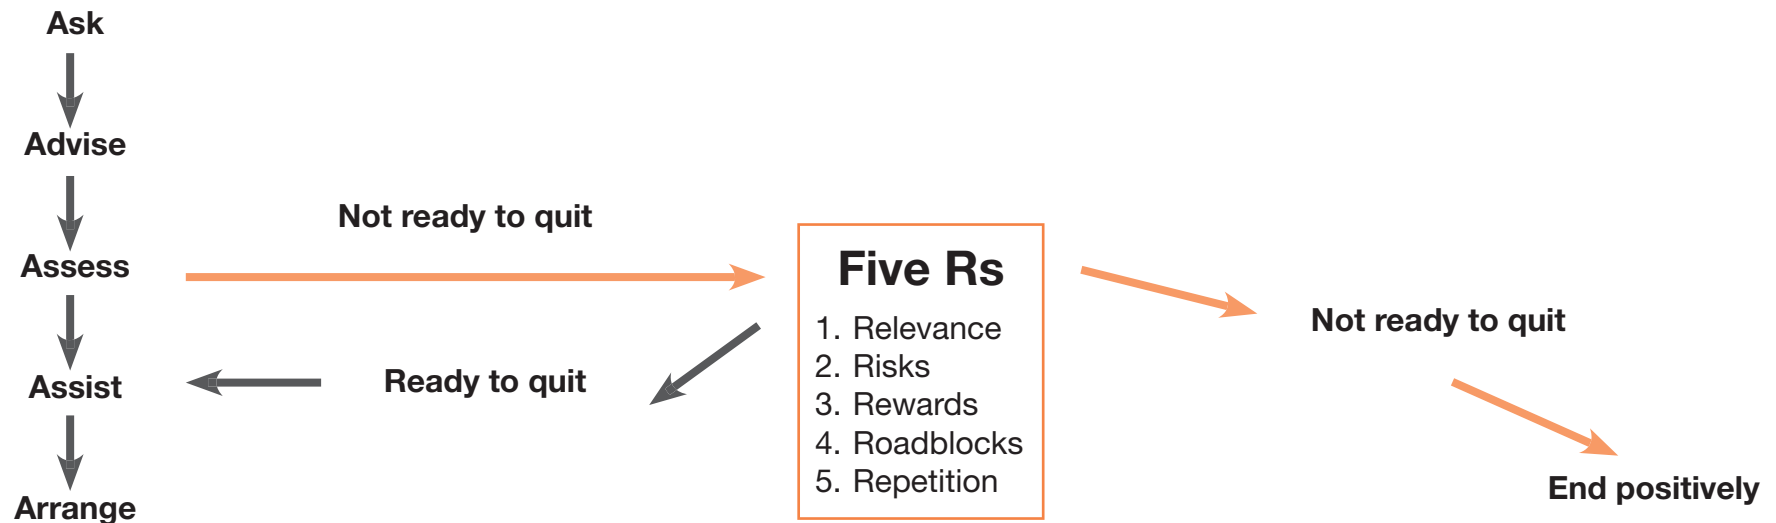 Ask
Advise
Assess
Assist
Arrange
Not ready to quit
Ready to quit
Five Rs
1. Relevance
2. Risks
3. Rewards
4. Roadblocks
5. Repetition
Not ready to quit
End positively